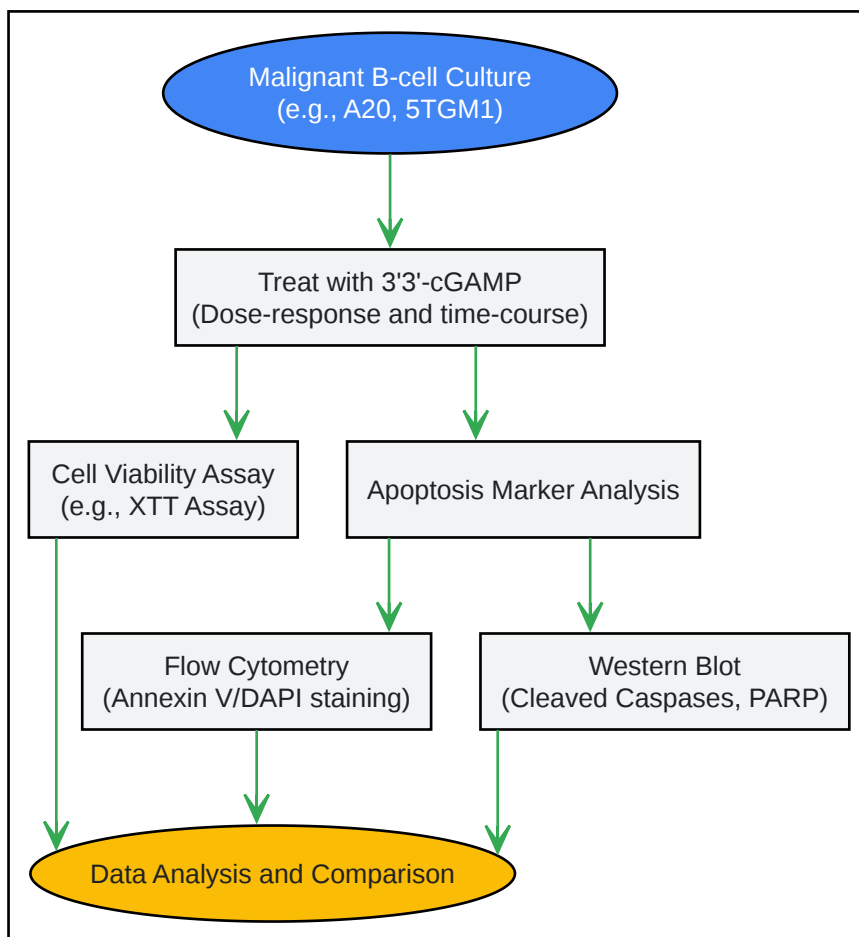 Malignant B-cell Culture
(e.g., A20, 5TGM1)
Treat with 3'3'-cGAMP
(Dose-response and time-course)
Cell Viability Assay
(e.g., XTT Assay)
Apoptosis Marker Analysis
Flow Cytometry
(Annexin V/DAPI staining)
Western Blot
(Cleaved Caspases, PARP)
Data Analysis and Comparison